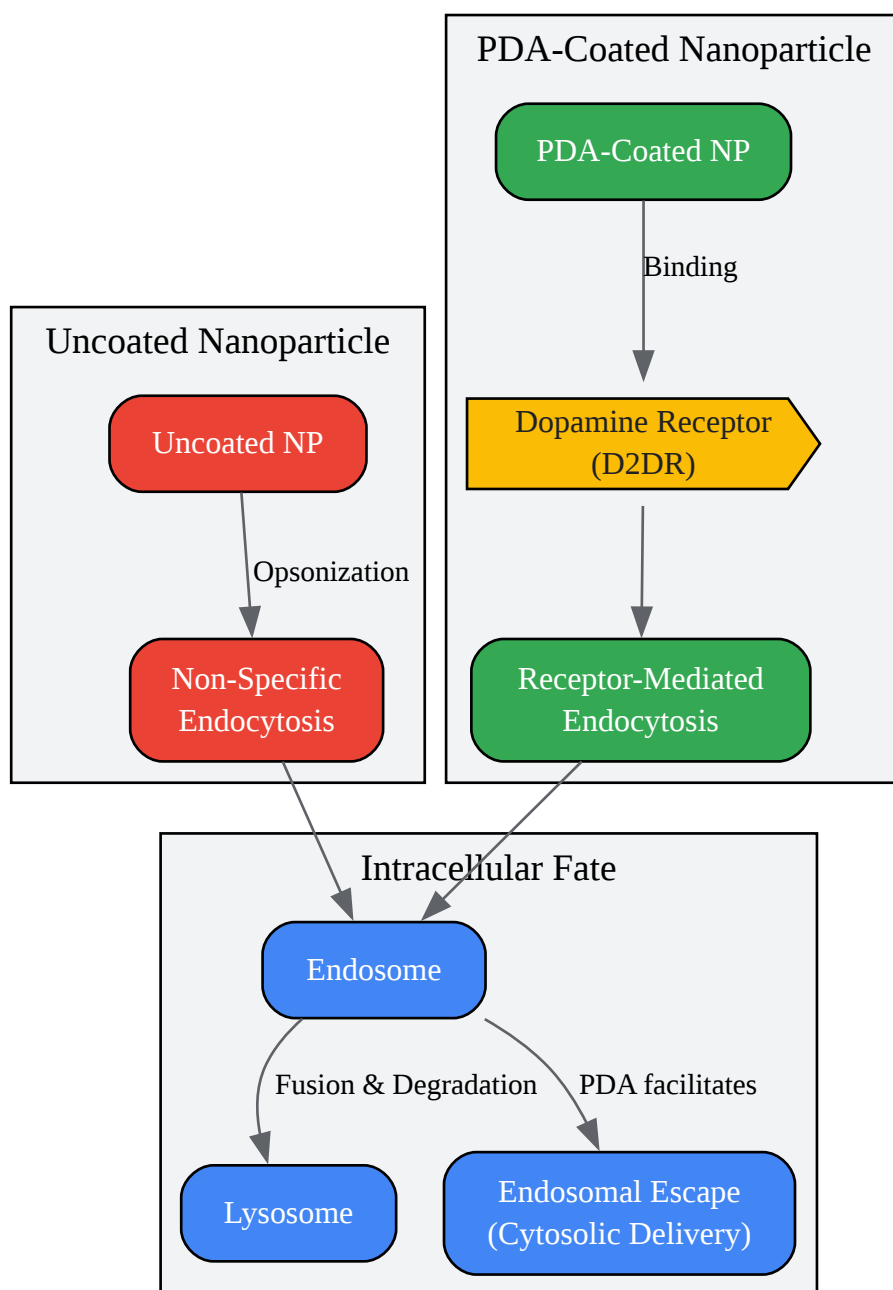 PDA-Coated Nanoparticle
PDA-Coated NP
Binding
Dopamine Receptor
(D2DR)
Receptor-Mediated
Endocytosis
Uncoated Nanoparticle
Uncoated NP
Opsonization
Non-Specific
Endocytosis
Intracellular Fate
Endosome
Fusion & Degradation
PDA facilitates
Lysosome
Endosomal Escape
(Cytosolic Delivery)